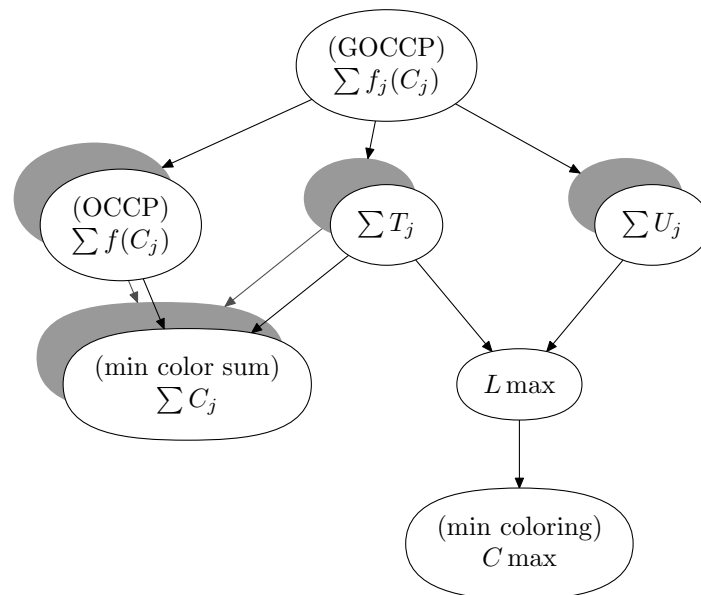 (GOCCP)
∑ f_j(C_j)
(OCCP)
∑ f(C_j)
∑ T_j
∑ U_j
(min color sum)
∑ C_j
L max
(min coloring)
C max